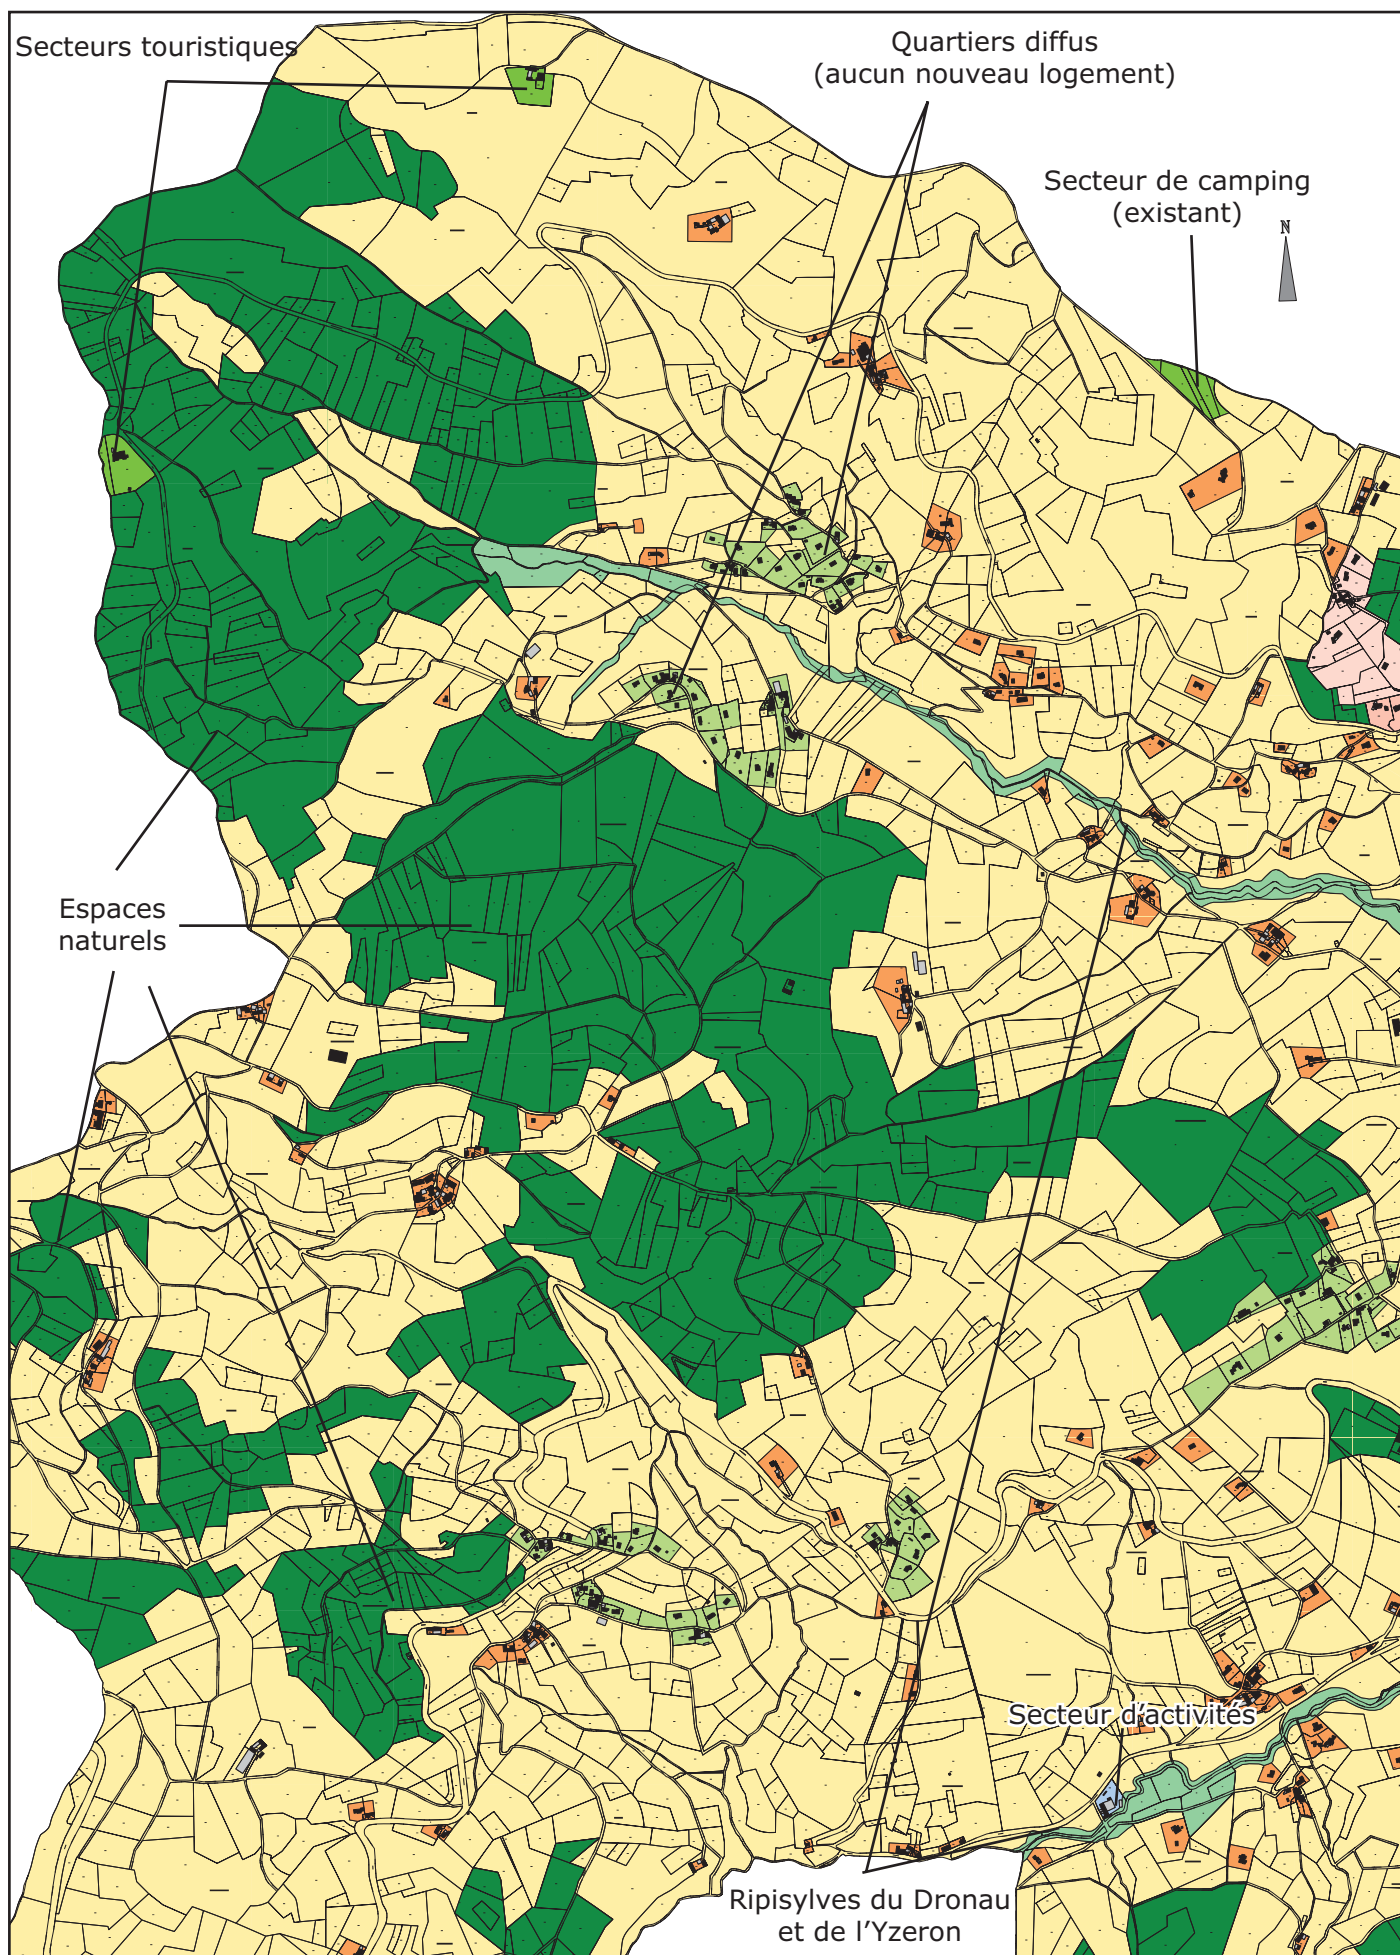 Secteurs touristiques
Quartiers diffus
(aucun nouveau logement)
Secteur de camping
(existant)
N
Espaces
naturels
Secteur d'activités
Ripisylves du Dronau
et de l'Yzeron